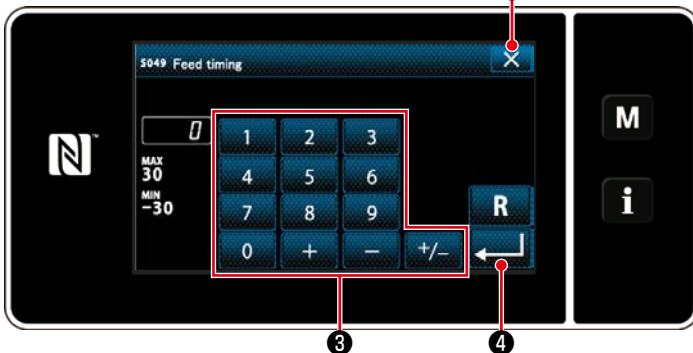 S049 Feed timing
0
MAX
30
MIN
-30
1 2 3
4 5 6
7 8 9
0 + − +/−
R
M
i
❸ ❹